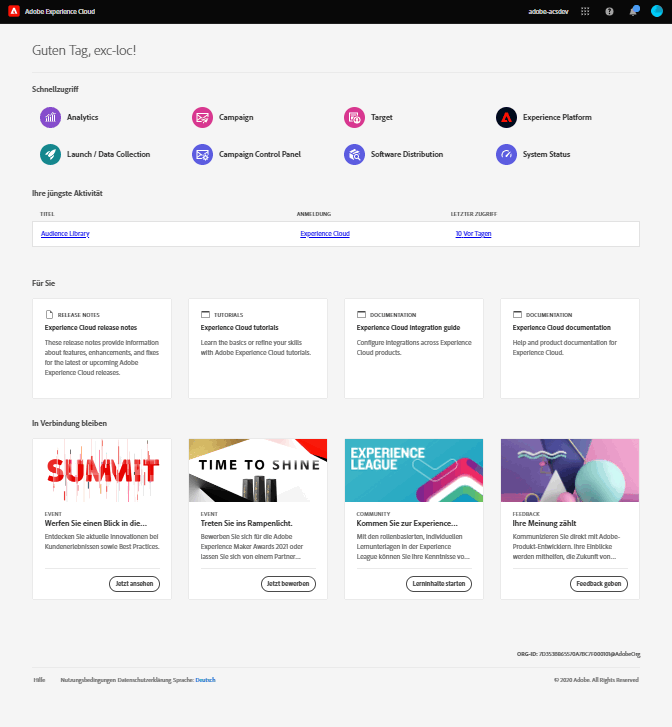 Adobe Experience Cloud
adobe-acsdev
Guten Tag, exc-loc!
Schnellzugriff
Analytics
Campaign
Target
Experience Platform
Launch / Data Collection
Campaign Control Panel
Software Distribution
System Status
Ihre jüngste Aktivität
TITEL ANMELDUNG LETZTER ZUGRIFF
Audience Library Experience Cloud 10 Vor Tagen
Für Sie
RELEASE NOTES
Experience Cloud release notes
These release notes provide information
about features, enhancements, and fixes
for the latest or upcoming Adobe
Experience Cloud releases.
TUTORIALS
Experience Cloud tutorials
Learn the basics or refine your skills
with Adobe Experience Cloud tutorials.
DOCUMENTATION
Experience Cloud integration guide
Configure integrations across Experience
Cloud products.
DOCUMENTATION
Experience Cloud documentation
Help and product documentation for
Experience Cloud.
In Verbindung bleiben
SUMMIT
EVENT
Werfen Sie einen Blick in die...
Entdecken Sie aktuelle Innovationen bei
Kundenerlebnissen sowie Best Practices.
Jetzt ansehen
TIME TO SHINE
EVENT
Treten Sie ins Rampenlicht.
Bewerben Sie sich für die Adobe
Experience Maker Awards 2021 oder
lassen Sie sich von einem Partner...
Jetzt bewerben
EXPERIENCE
LEAGUE
COMMUNITY
Kommen Sie zur Experience...
Mit den rollenbasierten, individuellen
Lernunterlagen in der Experience
League können Sie Ihre Kenntnisse vo...
Lerninhalte starten
FEEDBACK
Ihre Meinung zählt
Kommunizieren Sie direkt mit Adobe-
Produkt-Entwicklern. Ihre Einblicke
werden mithelfen, die Zukunft von...
Feedback geben
ORG-ID: 7D3538B65570A7BC7F000101@AdobeOrg
Hilfe Nutzungsbedingungen Datenschutzerklärung Sprache: Deutsch
© 2020 Adobe. All Rights Reserved